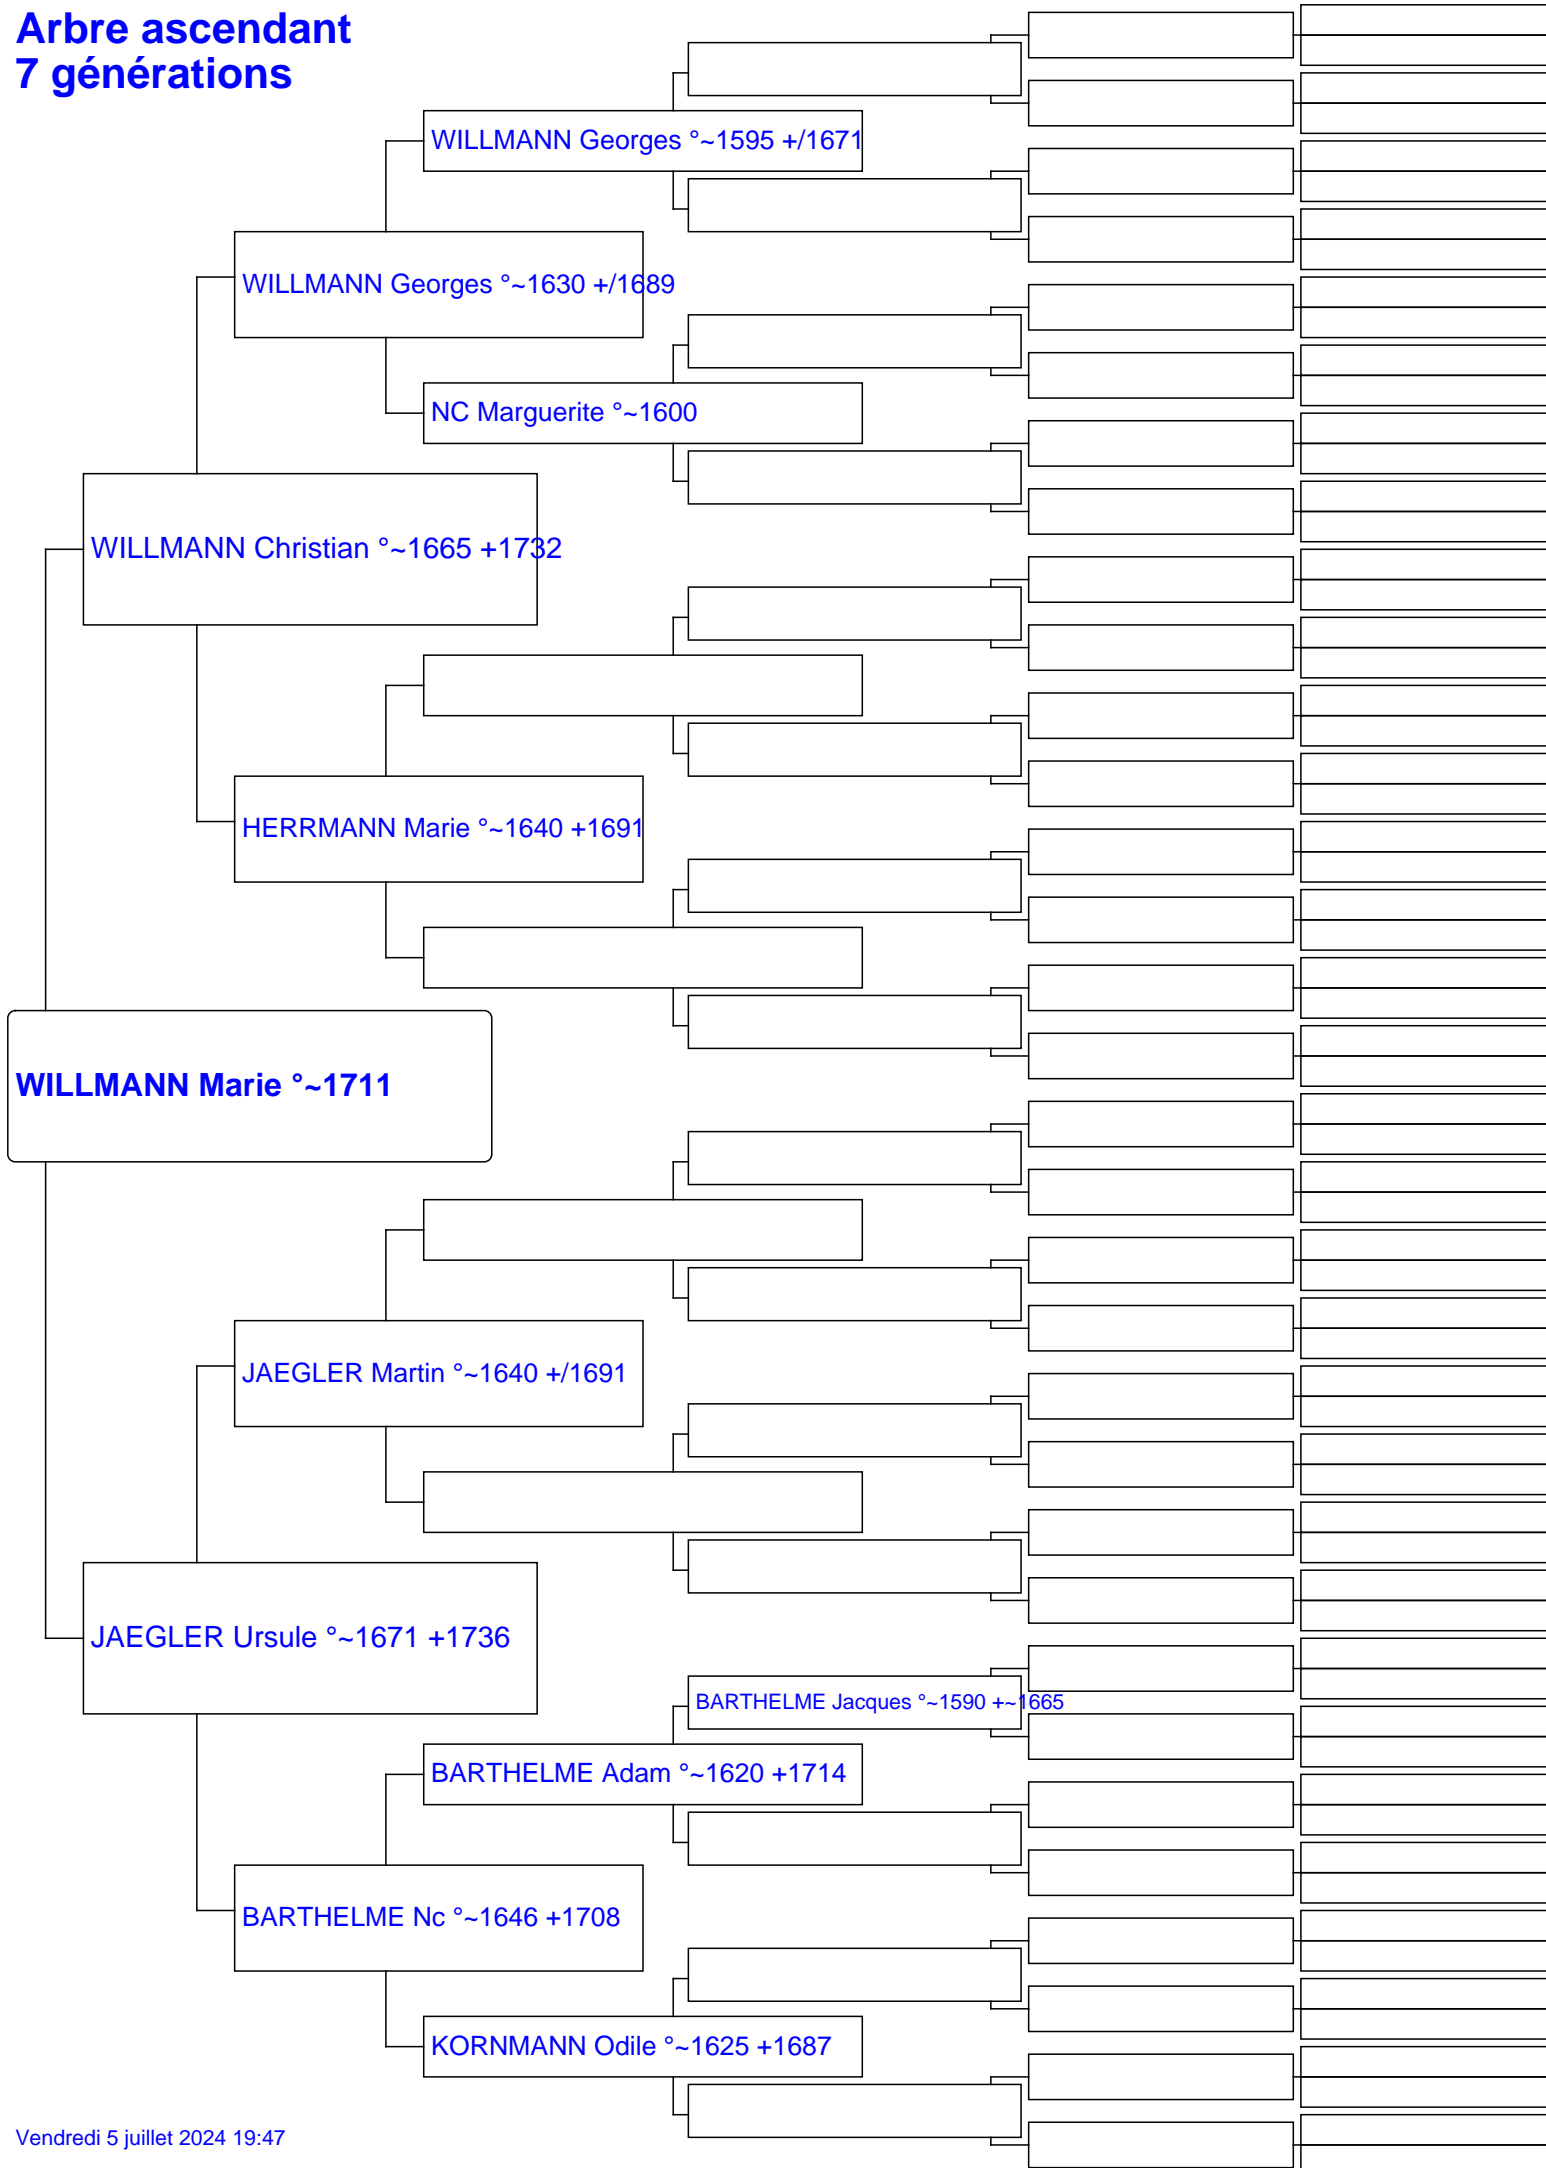 Arbre ascendant
7 générations
WILLMANN Georges °~1595 +/1671
WILLMANN Georges °~1630 +/1689
NC Marguerite °~1600
WILLMANN Christian °~1665 +1732
HERRMANN Marie °~1640 +1691
WILLMANN Marie °~1711
JAEGLER Martin °~1640 +/1691
JAEGLER Ursule °~1671 +1736
BARTHELME Jacques °~1590 +~1665
BARTHELME Adam °~1620 +1714
BARTHELME Nc °~1646 +1708
KORNMANN Odile °~1625 +1687
Vendredi 5 juillet 2024 19:47